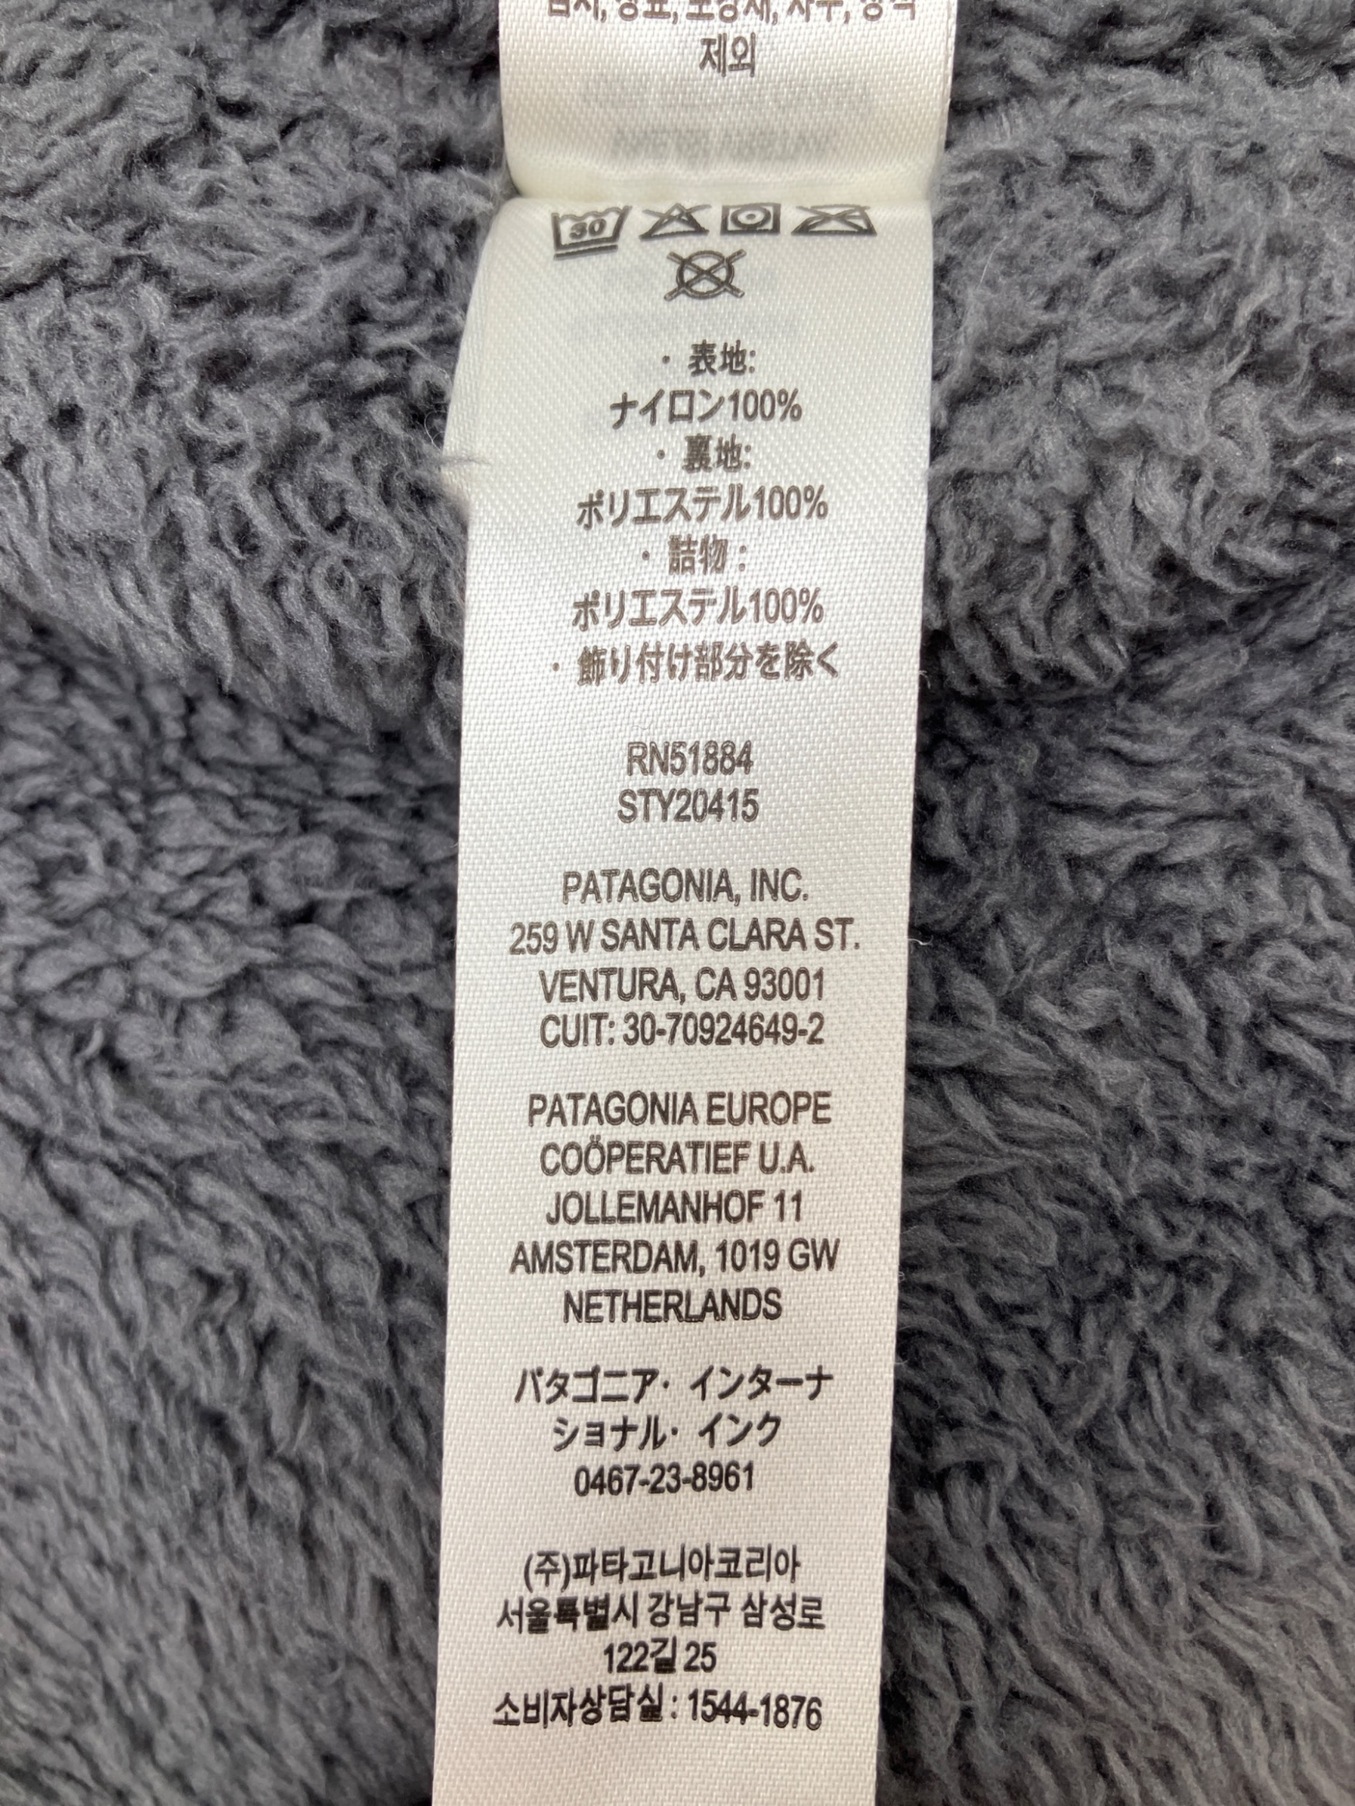 제외
30
・表地:
ナイロン100%
・裏地:
ポリエステル100%
・詰物:
ポリエステル100%
・飾り付け部分を除く
RN51884
STY20415
PATAGONIA, INC.
259 W SANTA CLARA ST.
VENTURA, CA 93001
CUIT: 30-70924649-2
PATAGONIA EUROPE
COÖPERATIEF U.A.
JOLLEMANHOF 11
AMSTERDAM, 1019 GW
NETHERLANDS
パタゴニア・インターナ
ショナル・インク
0467-23-8961
(주)파타고니아코리아
서울특별시 강남구 삼성로
122길 25
소비자상담실 : 1544-1876